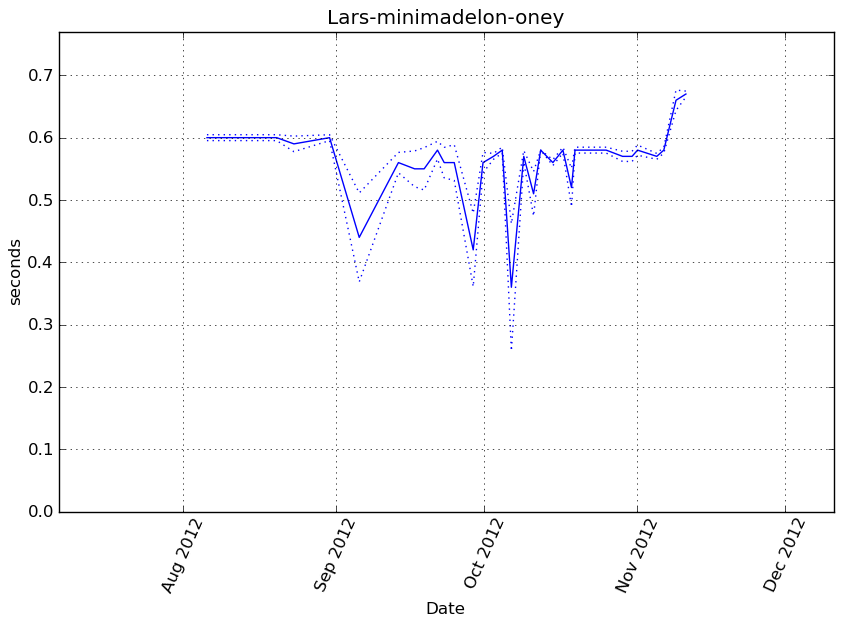 Lars-minimadelon-oney
0.7
0.6
0.5
0.4
0.3
0.2
0.1
0.0
seconds
Aug 2012
Sep 2012
Oct 2012
Nov 2012
Dec 2012
Date